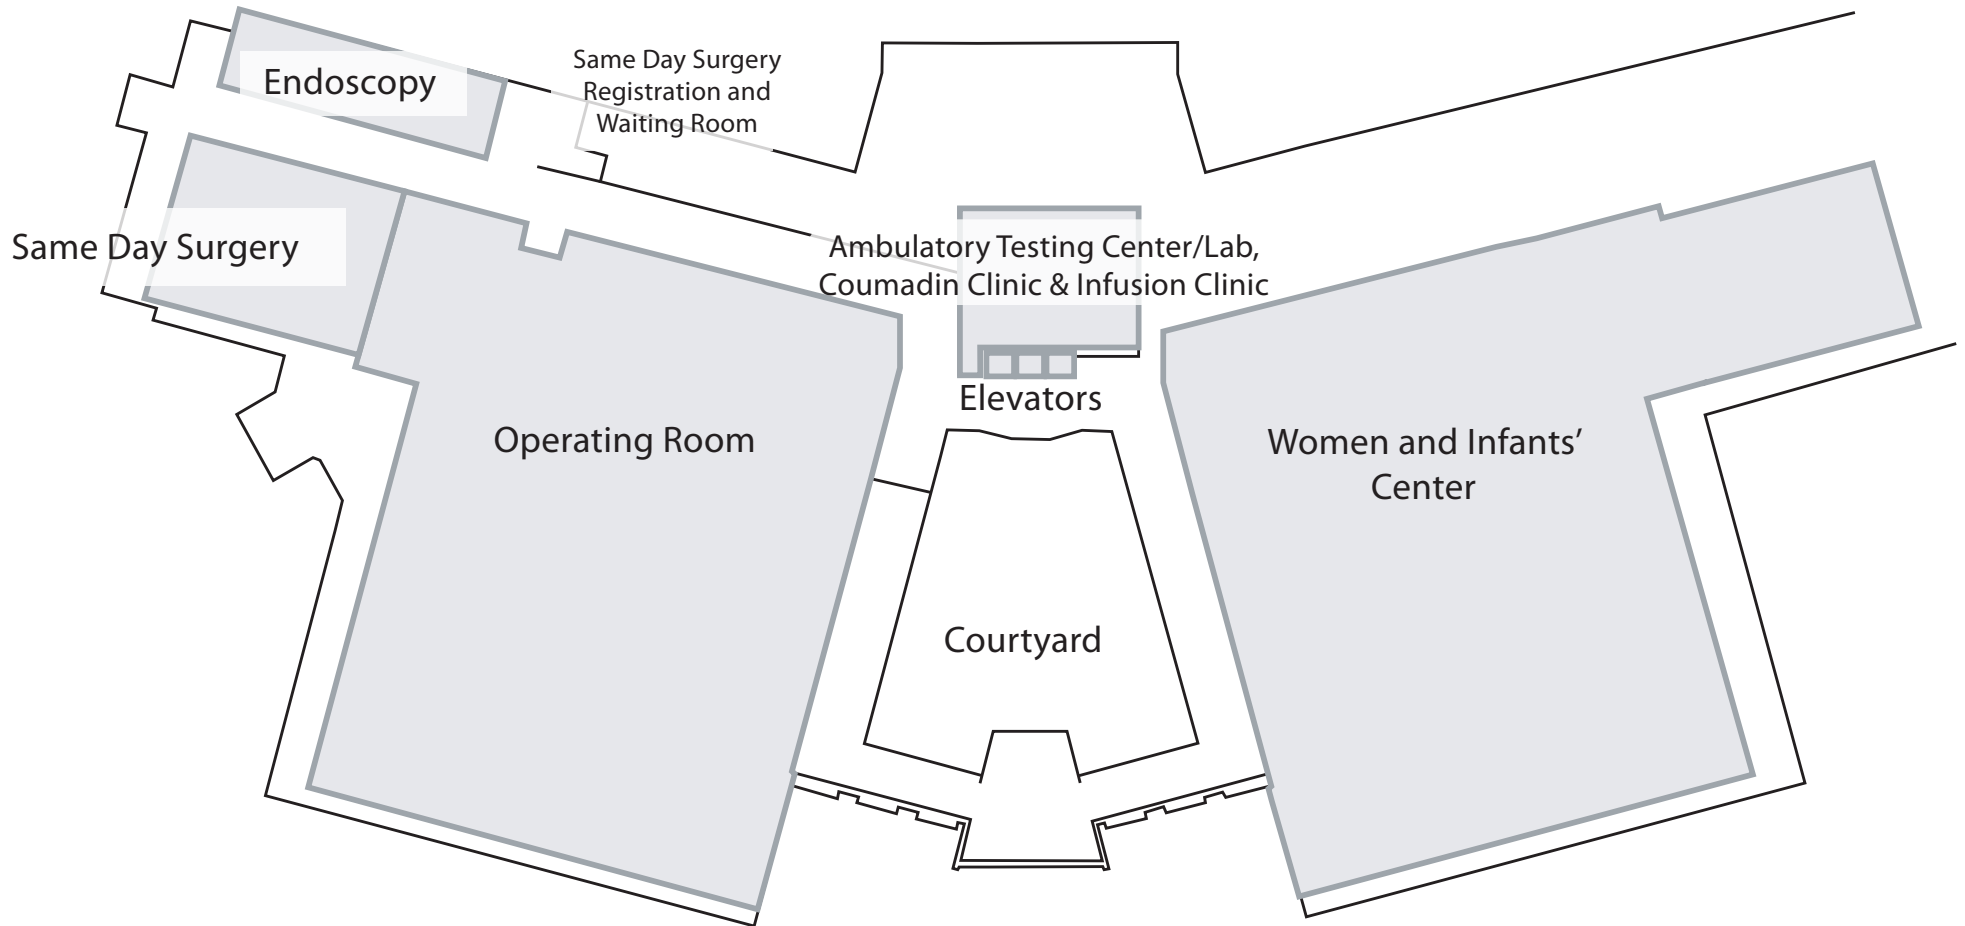 Same Day Surgery
Registration and
Waiting Room
Endoscopy
Same Day Surgery
Ambulatory Testing Center/Lab,
Coumadin Clinic & Infusion Clinic
Elevators
Operating Room
Women and Infants’
Center
Courtyard